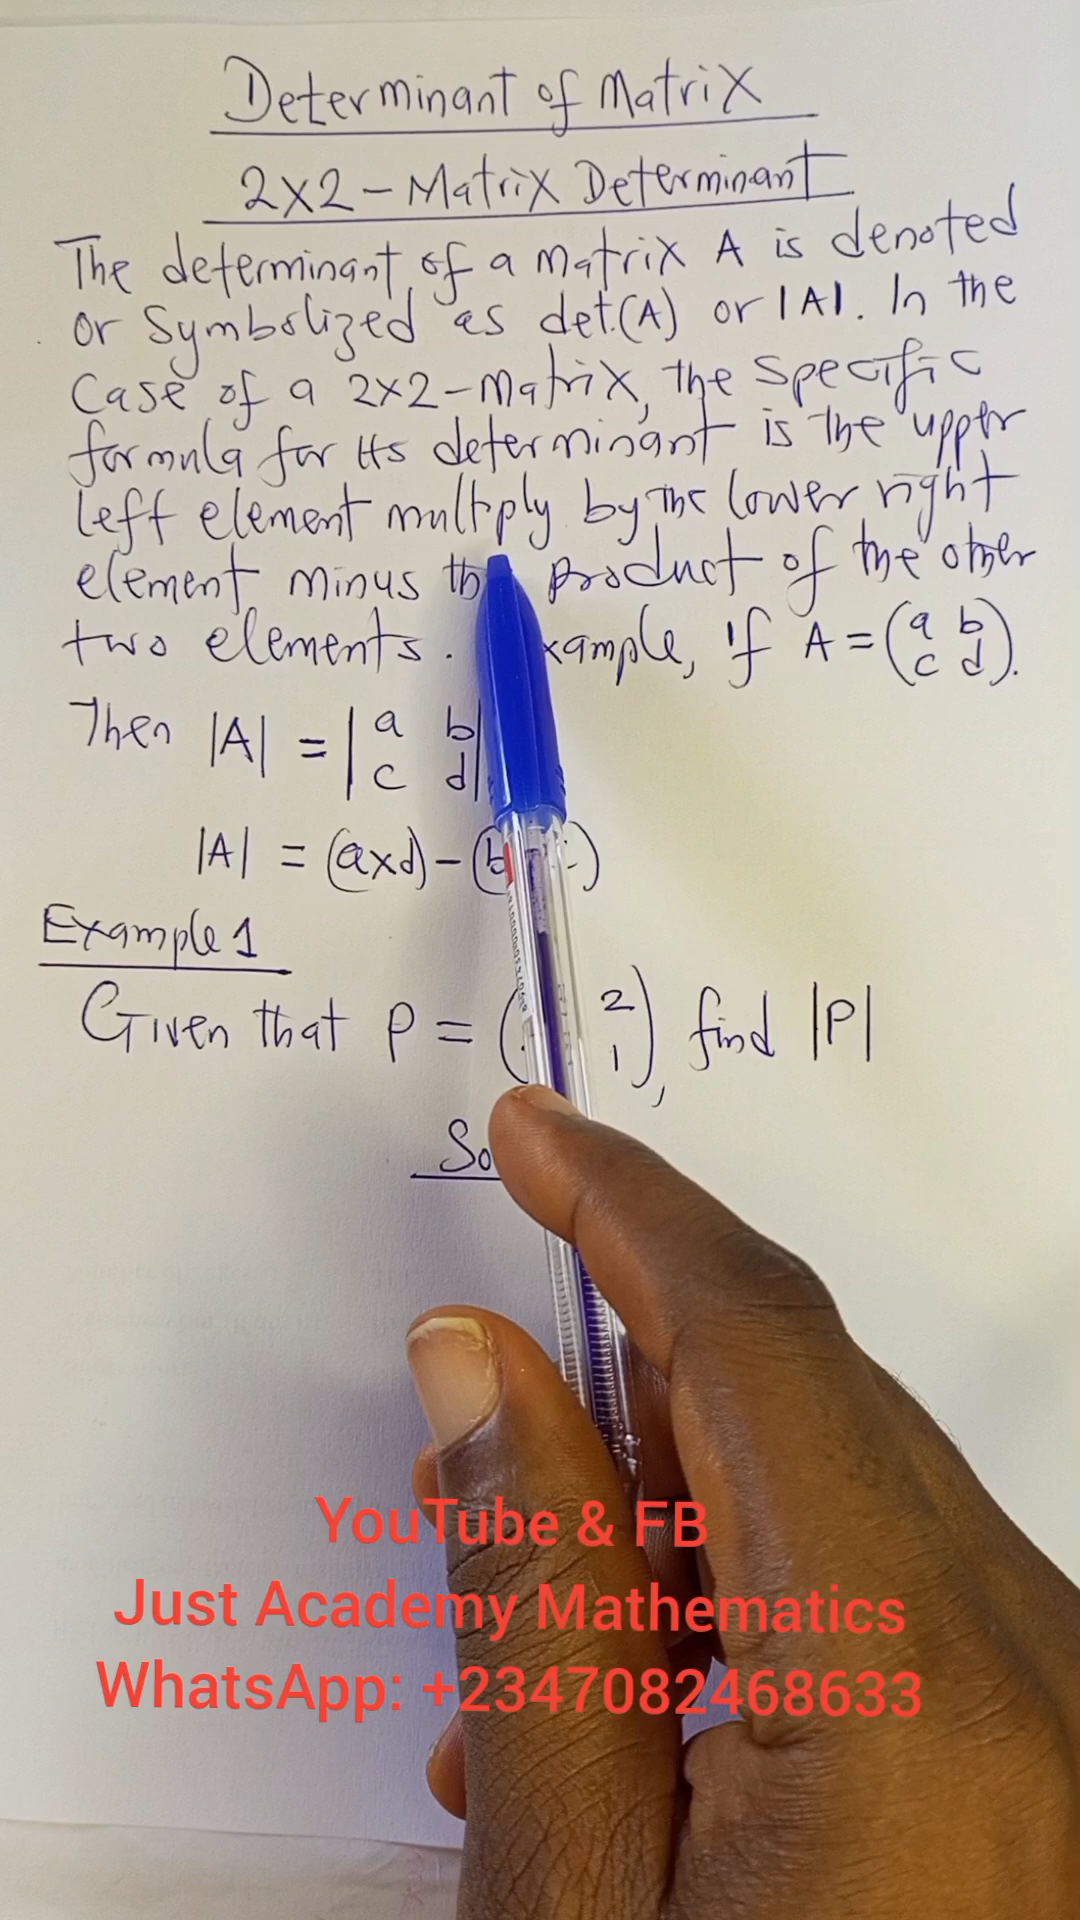 Determinant of Matrix
2x2 - Matrix Determinant
The determinant of a matrix A is denoted
or Symbolized as det.(A) or |A|. In the
Case of a 2x2-Matrix, the specific
formula for its determinant is the upper
left element multiply by the lower right
element minus product of the other
two elements. If A = (a b
c d).
Then |A| = |a b|
|c d|
|A| = (axd) - (b
Example 1
Given that P = ( 2
1), find |P|
YouTube & FB
Just Academy Mathematics
WhatsApp: +2347082468633